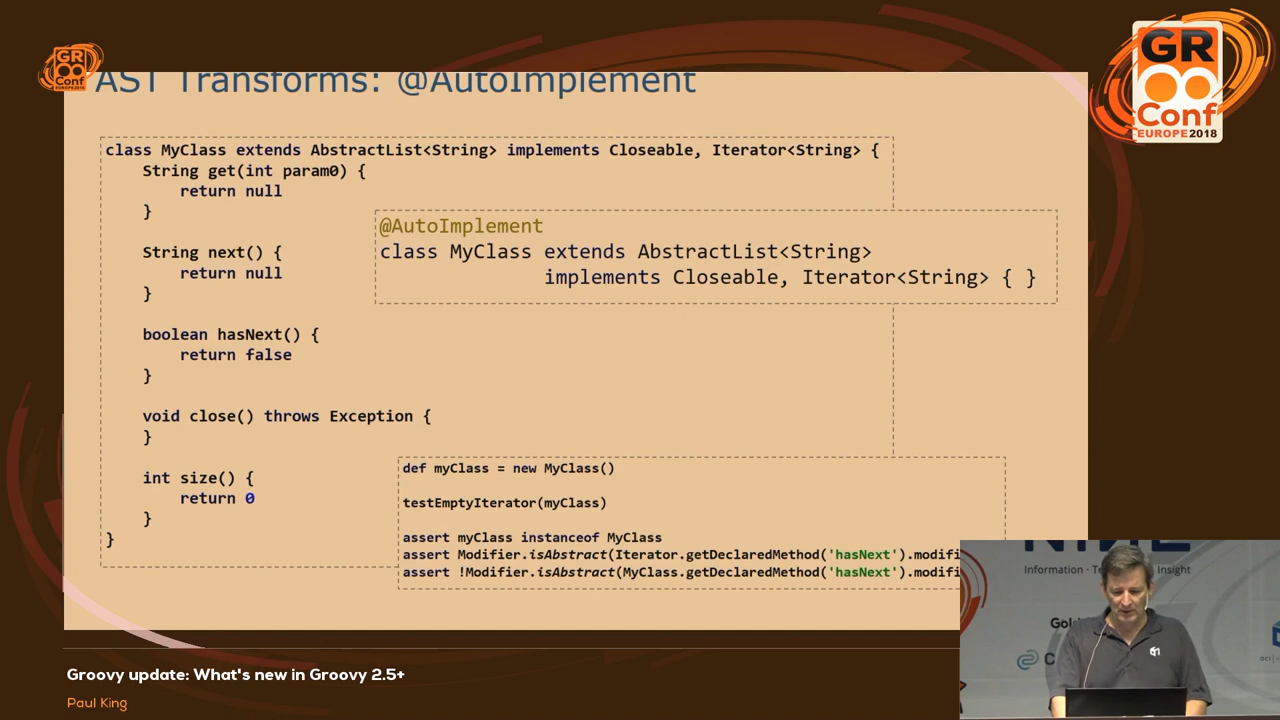 GR
Conf
EUROPE 2018
AST Transforms: @AutoImplement
GR
Conf
EUROPE 2018
class MyClass extends AbstractList<String> implements Closeable, Iterator<String> {
String get(int param0) {
return null
}
String next() {
return null
}
boolean hasNext() {
return false
}
void close() throws Exception {
}
int size() {
return 0
}
}
@AutoImplement
class MyClass extends AbstractList<String>
implements Closeable, Iterator<String> { }
def myClass = new MyClass()
testEmptyIterator(myClass)
assert myClass instanceof MyClass
assert Modifier.isAbstract(Iterator.getDeclaredMethod('hasNext').modifi
assert !Modifier.isAbstract(MyClass.getDeclaredMethod('hasNext').modifi
Information
Insight
Groovy update: What's new in Groovy 2.5+
Paul King